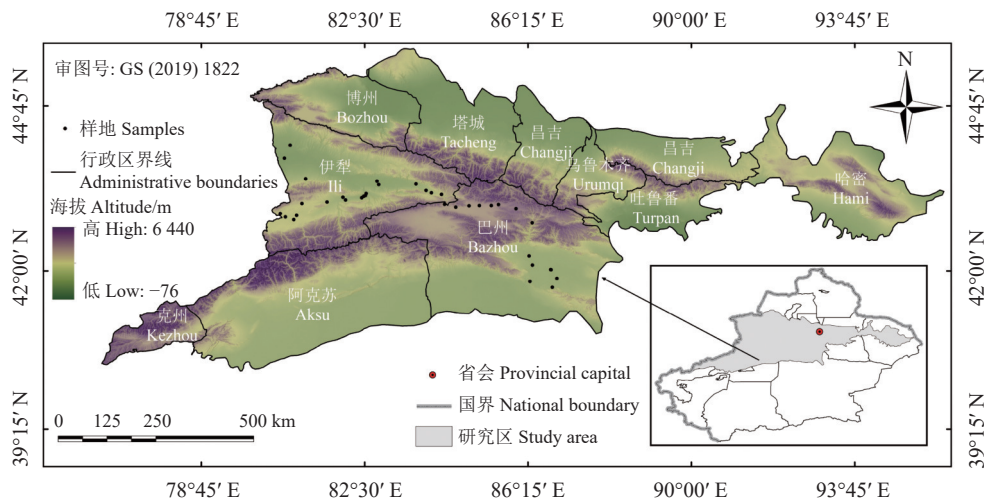 78°45′ E 82°30′ E 86°15′ E 90°00′ E 93°45′ E
44°45′ N
42°00′ N
39°15′ N
44°45′ N
42°00′ N
39°15′ N
审图号: GS (2019) 1822
N
样地 Samples
行政区界线
Administrative boundaries
海拔 Altitude/m
高 High: 6 440
低 Low: −76
博州
Bozhou
塔城
Tacheng
昌吉
Changji
乌鲁木齐
Urumqi
昌吉
Changji
吐鲁番
Turpan
哈密
Hami
伊犁
Ili
巴州
Bazhou
阿克苏
Aksu
克州
Kezhou
省会 Provincial capital
国界 National boundary
研究区 Study area
0 125 250 500 km
78°45′ E 82°30′ E 86°15′ E 90°00′ E 93°45′ E